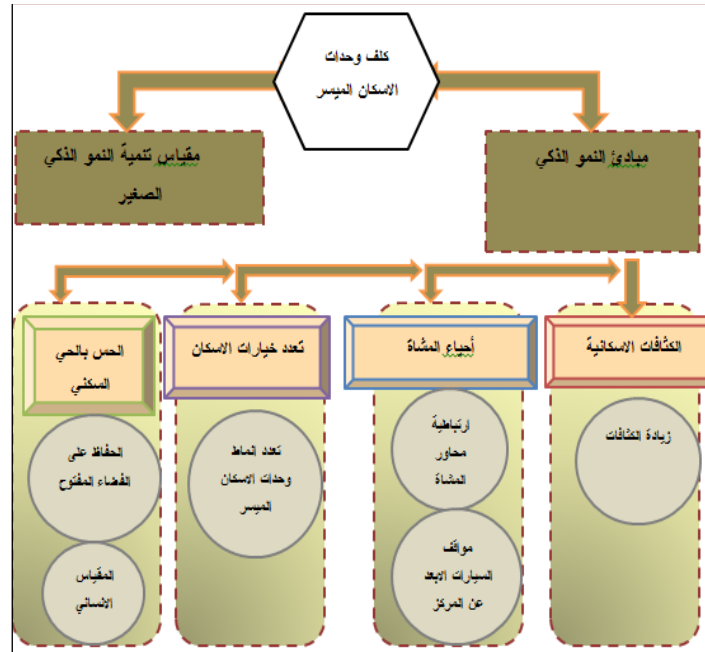 كلف وحدات
الاسكان الميسر
مبادئ النمو الذكي
مقياس تنمية النمو الذكي
الصغير
الكثافات الاسكانية
أحياء المشاة
تعدد خيارات الاسكان
الحس بالحي
السكني
زيادة الكثافات
ارتباطية
محاور
المشاة
مواقف
السيارات الابعد
عن المركز
تعدد انماط
وحدات الاسكان
الميسر
الحفاظ على
الفضاء المفتوح
المقياس
الانساني